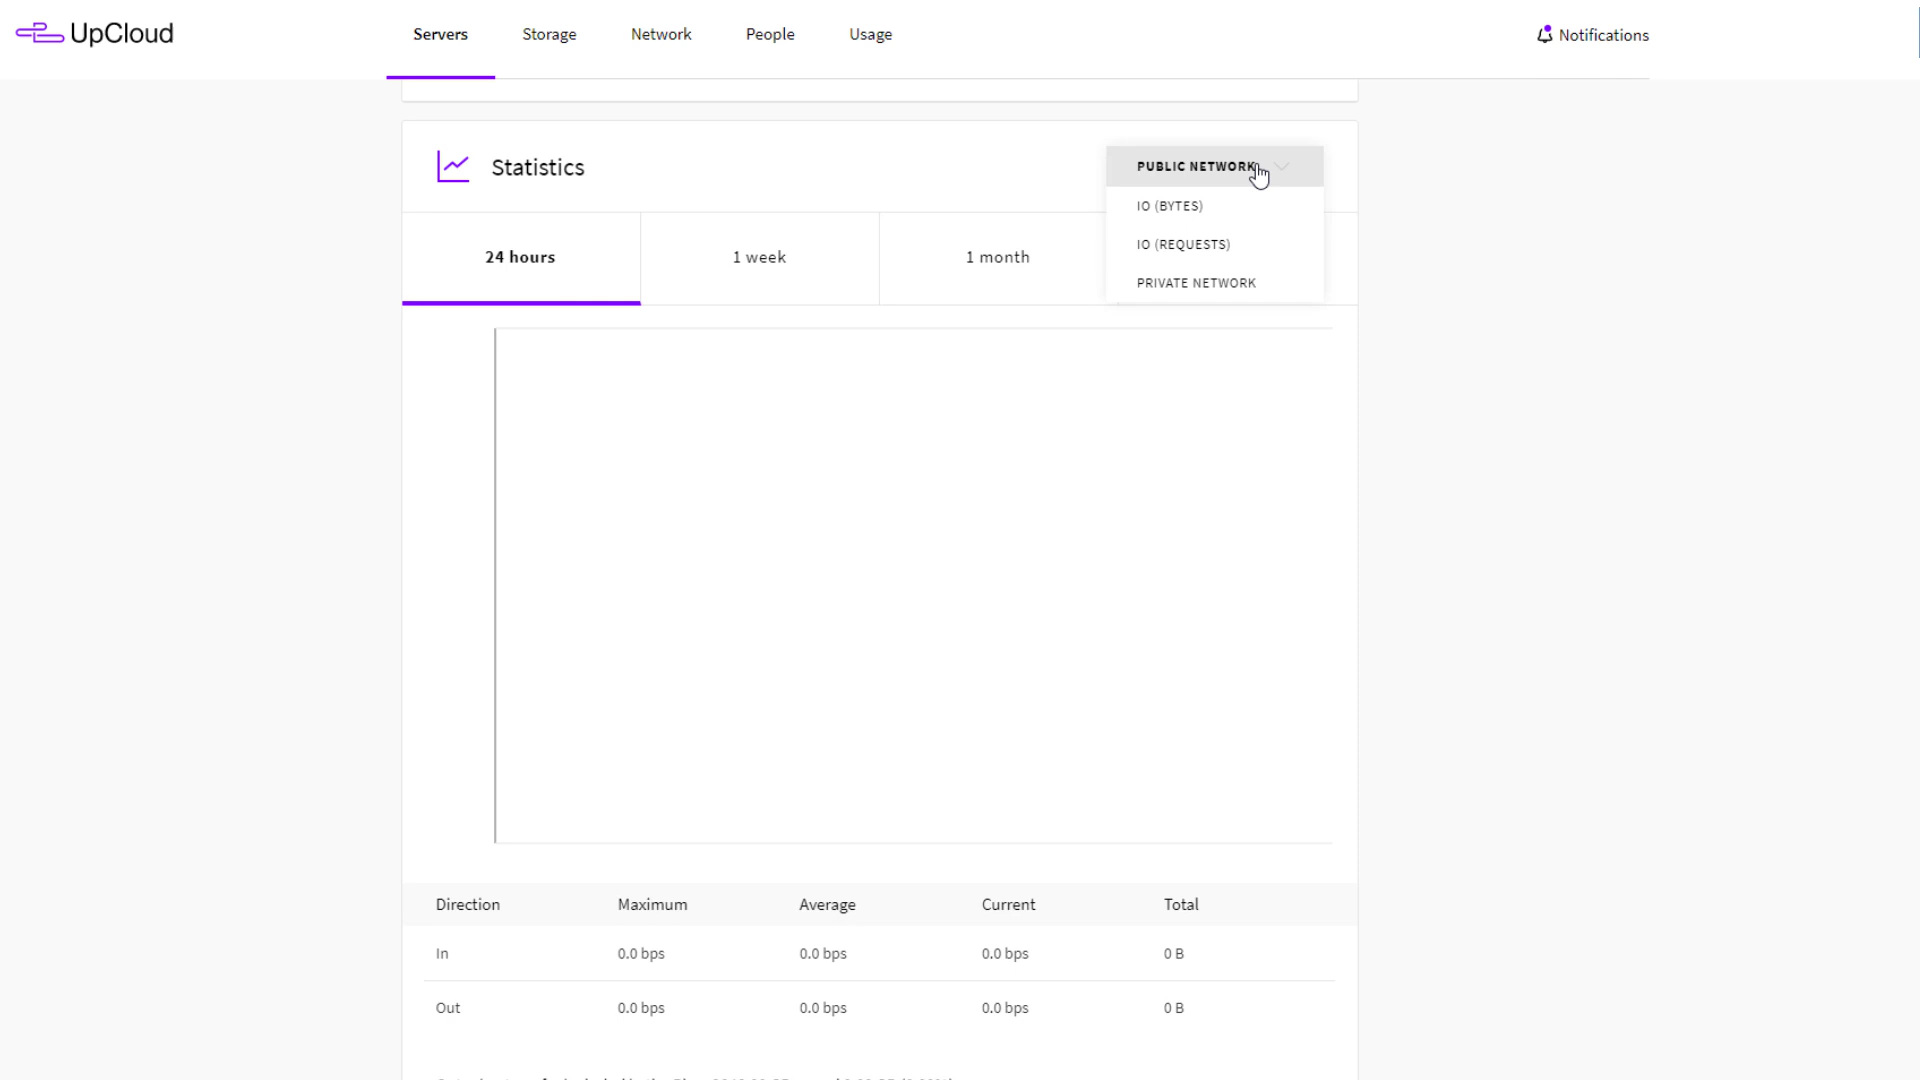 UpCloud
Servers Storage Network People Usage
Notifications
Statistics
PUBLIC NETWORK
IO (BYTES)
IO (REQUESTS)
PRIVATE NETWORK
24 hours 1 week 1 month
Direction Maximum Average Current Total
In 0.0 bps 0.0 bps 0.0 bps 0 B
Out 0.0 bps 0.0 bps 0.0 bps 0 B